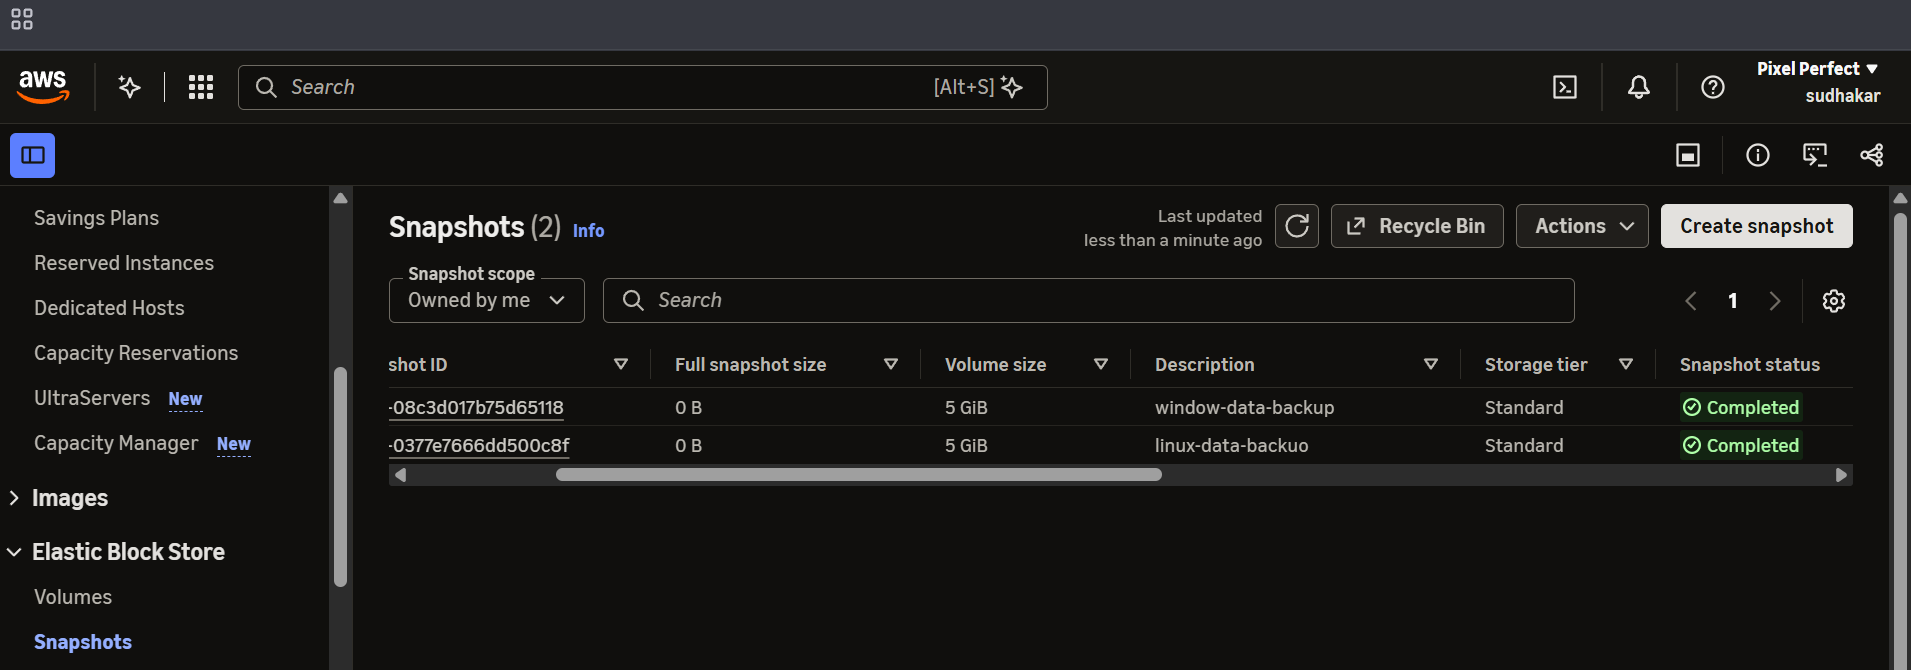 aws
Search [Alt+S]
Pixel Perfect
sudhakar
Savings Plans
Reserved Instances
Dedicated Hosts
Capacity Reservations
UltraServers New
Capacity Manager New
Images
Elastic Block Store
Volumes
Snapshots
Snapshots (2) Info
Last updated
less than a minute ago
Recycle Bin
Actions
Create snapshot
Snapshot scope
Owned by me
Search
1
shot ID Full snapshot size Volume size Description Storage tier Snapshot status
-08c3d017b75d65118 0 B 5 GiB window-data-backup Standard Completed
-0377e7666dd500c8f 0 B 5 GiB linux-data-backuo Standard Completed